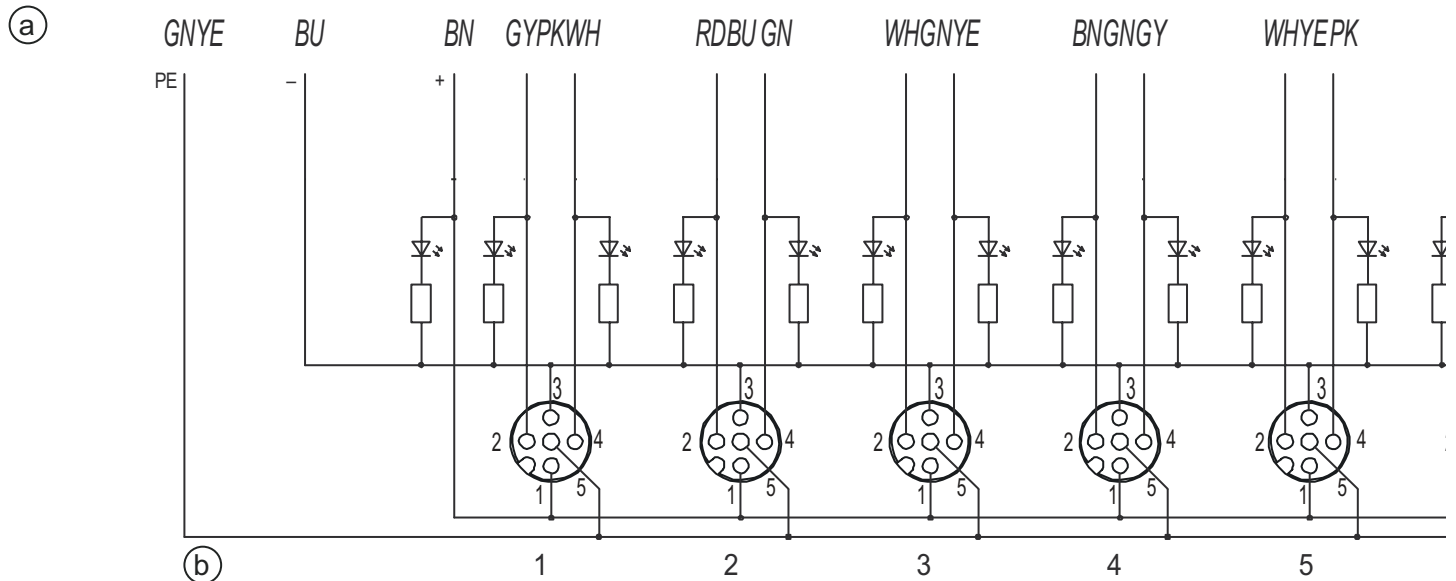 a
GNYE BU BN GYPKWH RDBU GN WHGNYE BNGNGY WHYEPK
PE – +
3 3 3 3 3
2 4 2 4 2 4 2 4 2 4
1 5 1 5 1 5 1 5 1 5
b 1 2 3 4 5